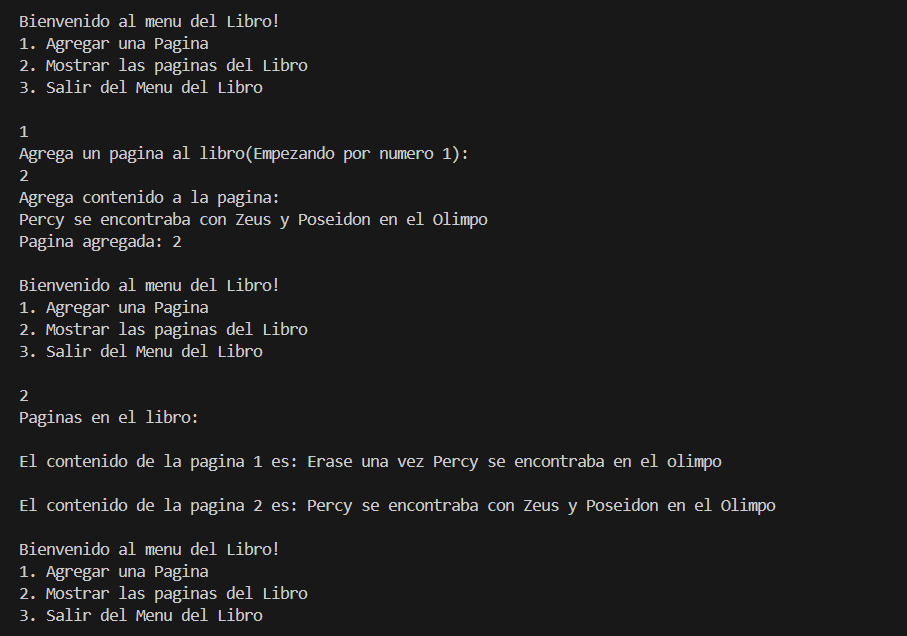 Bienvenido al menu del Libro!
1. Agregar una Pagina
2. Mostrar las paginas del Libro
3. Salir del Menu del Libro
1
Agrega un pagina al libro(Empezando por numero 1):
2
Agrega contenido a la pagina:
Percy se encontraba con Zeus y Poseidon en el Olimpo
Pagina agregada: 2
Bienvenido al menu del Libro!
1. Agregar una Pagina
2. Mostrar las paginas del Libro
3. Salir del Menu del Libro
2
Paginas en el libro:
El contenido de la pagina 1 es: Erase una vez Percy se encontraba en el olimpo
El contenido de la pagina 2 es: Percy se encontraba con Zeus y Poseidon en el Olimpo
Bienvenido al menu del Libro!
1. Agregar una Pagina
2. Mostrar las paginas del Libro
3. Salir del Menu del Libro